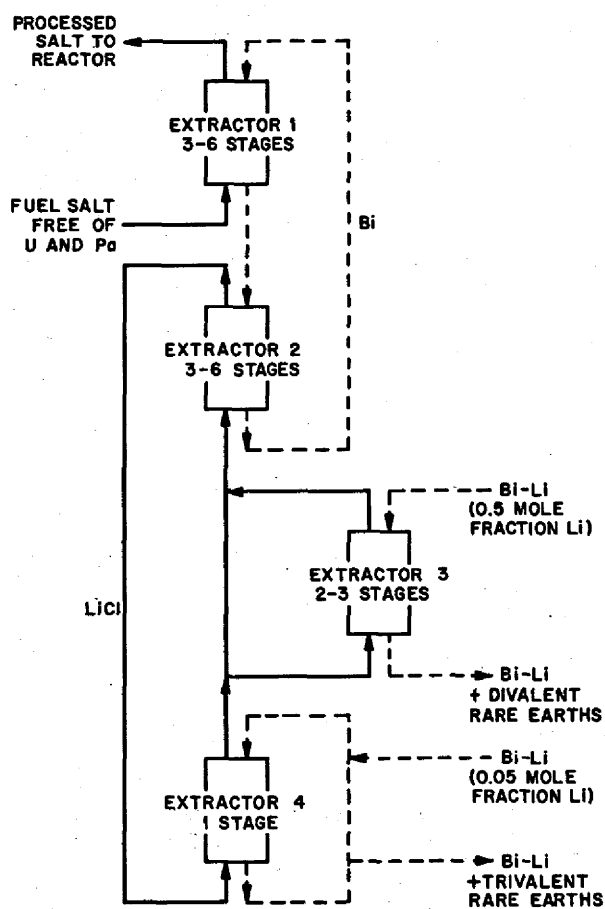 PROCESSED
SALT TO
REACTOR
EXTRACTOR 1
3-6 STAGES
FUEL SALT
FREE OF
U AND Pa
Bi
EXTRACTOR 2
3-6 STAGES
Bi-Li
(0.5 MOLE
FRACTION Li)
EXTRACTOR 3
2-3 STAGES
LiCl
Bi-Li
+ DIVALENT
RARE EARTHS
Bi-Li
(0.05 MOLE
FRACTION Li)
EXTRACTOR 4
1 STAGE
Bi-Li
+TRIVALENT
RARE EARTHS